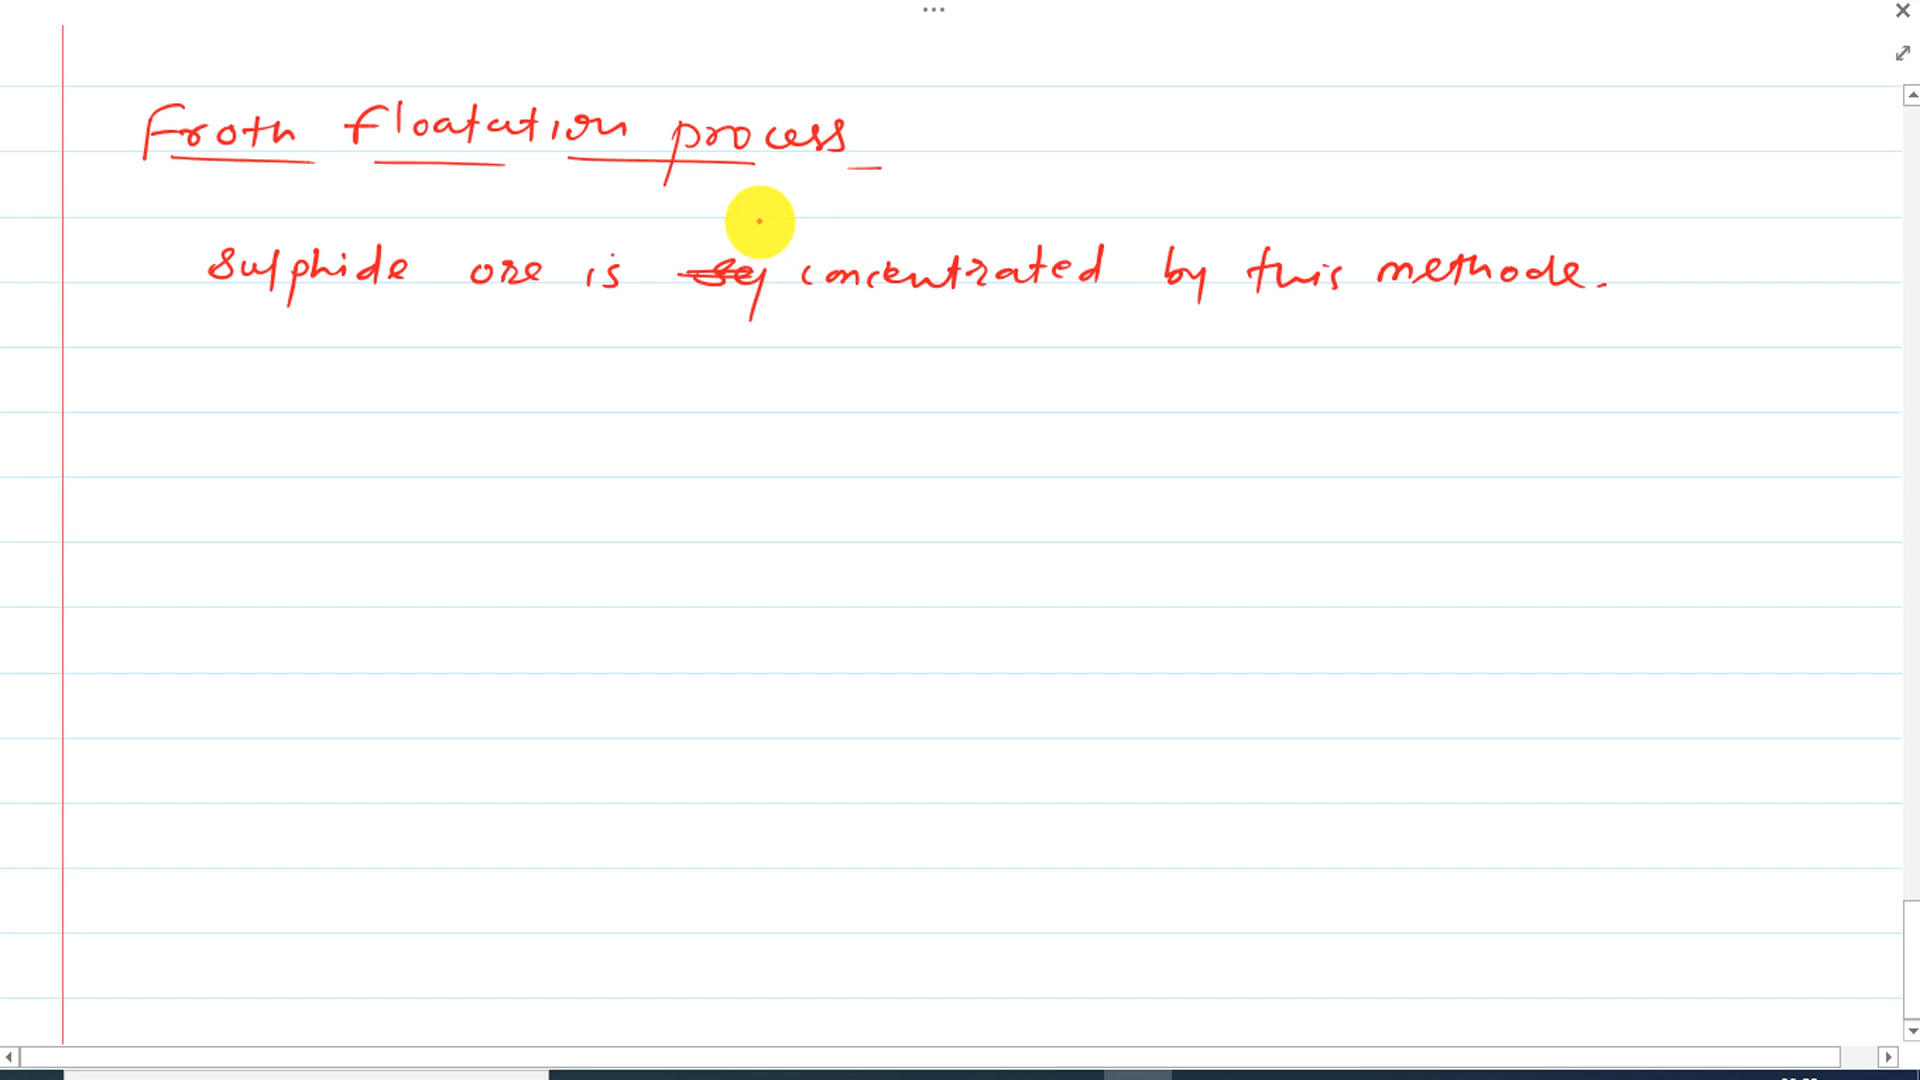 Froth floatation process
Sulphide ore is concentrated by this methode.